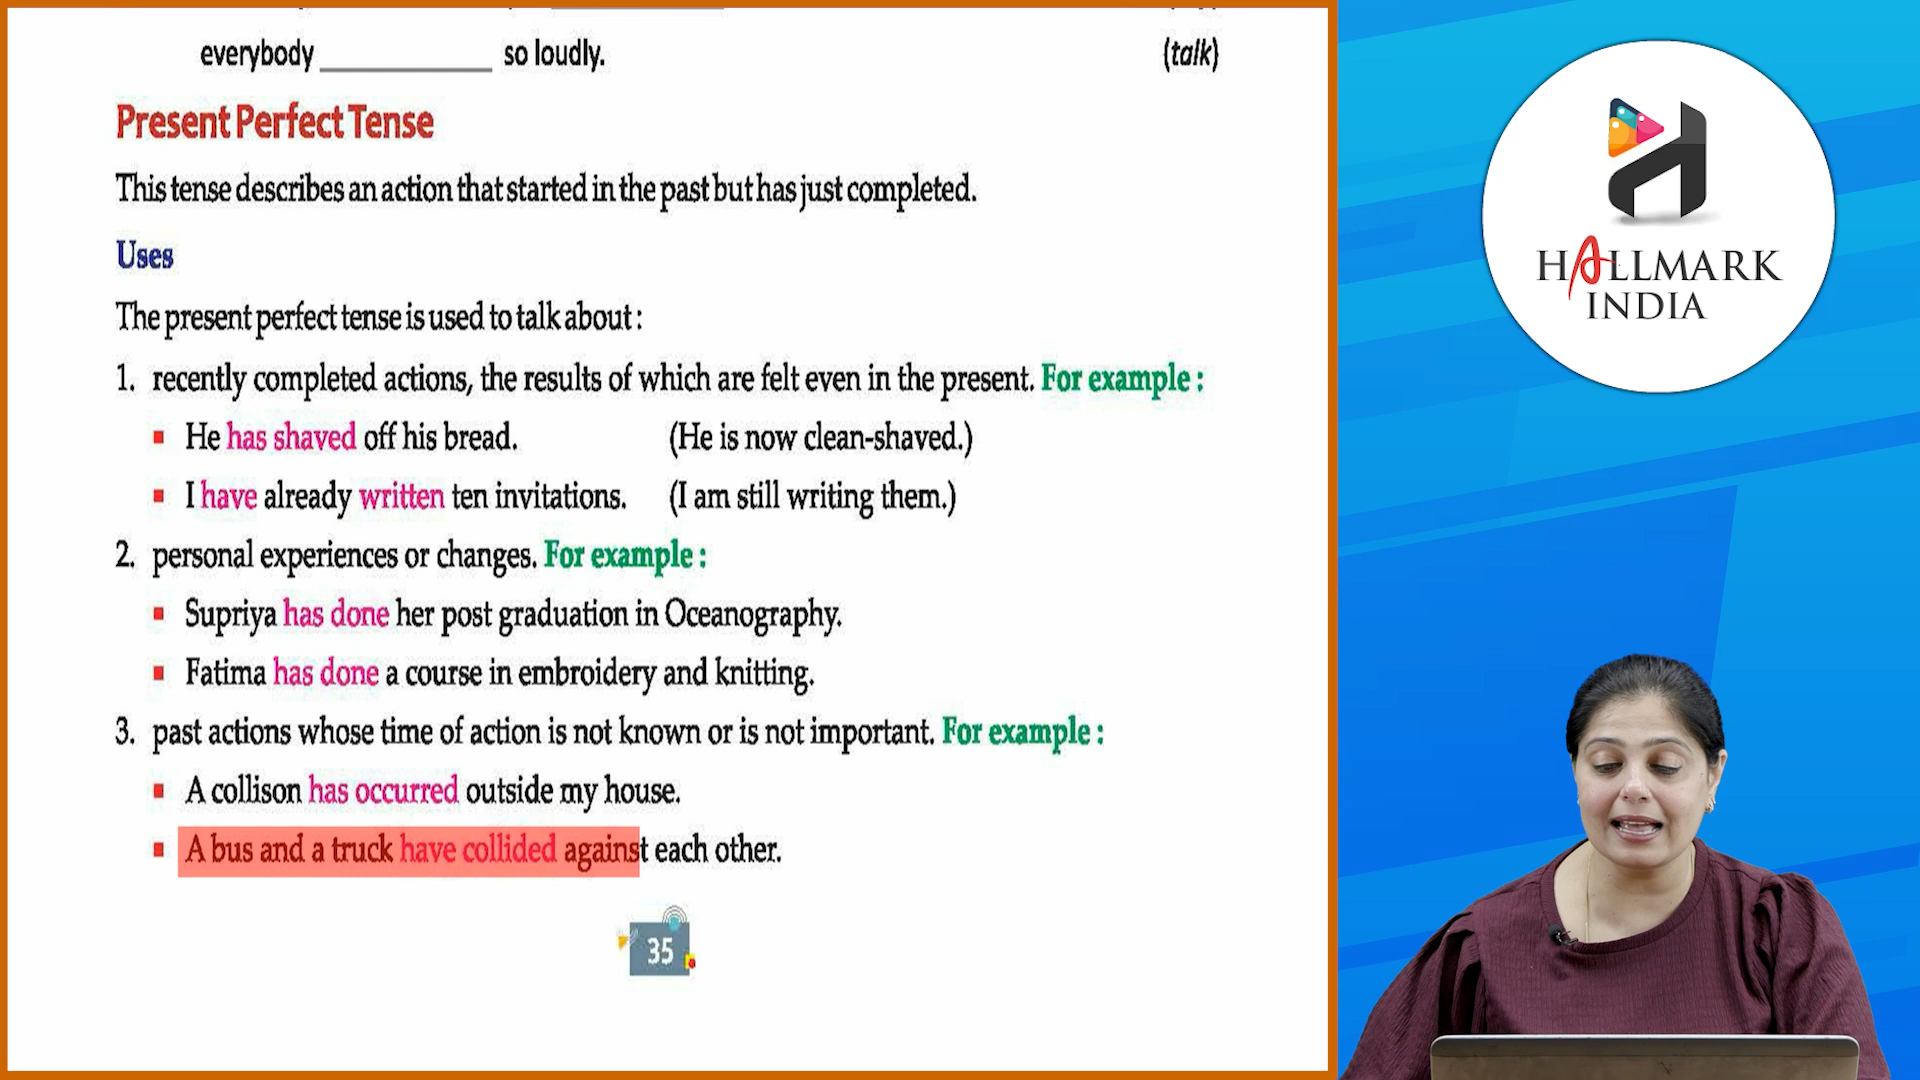 everybody ____________ so loudly. (talk)
Present Perfect Tense
This tense describes an action that started in the past but has just completed.
Uses
The present perfect tense is used to talk about :
1. recently completed actions, the results of which are felt even in the present. For example :
▪ He has shaved off his bread. (He is now clean-shaved.)
▪ I have already written ten invitations. (I am still writing them.)
2. personal experiences or changes. For example :
▪ Supriya has done her post graduation in Oceanography.
▪ Fatima has done a course in embroidery and knitting.
3. past actions whose time of action is not known or is not important. For example :
▪ A collison has occurred outside my house.
▪ A bus and a truck have collided against each other.
35
HALLMARK
INDIA